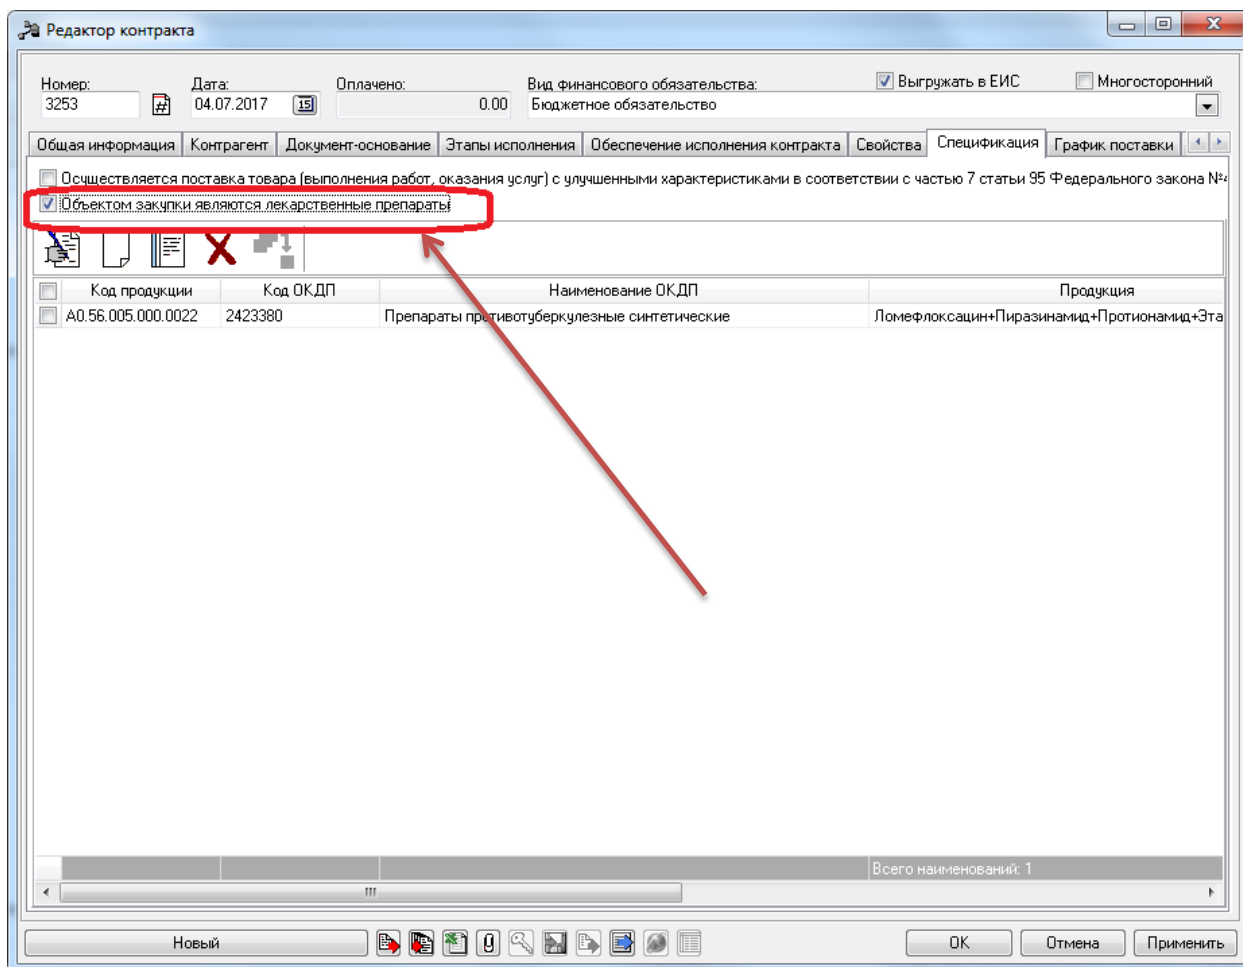 Редактор контракта
Номер: Дата: Оплачено: Вид финансового обязательства: Выгружать в ЕИС Многосторонний
3253 04.07.2017 15 0.00 Бюджетное обязательство
Общая информация Контрагент Документ-основание Этапы исполнения Обеспечение исполнения контракта Свойства Спецификация График поставки
Осуществляется поставка товара (выполнения работ, оказания услуг) с улучшенными характеристиками в соответствии с частью 7 статьи 95 Федерального закона №4
Объектом закупки являются лекарственные препараты
Код продукции Код ОКДП Наименование ОКДП Продукция
А0.56.005.000.0022 2423380 Препараты противотуберкулезные синтетические Ломефлоксацин+Пиразинамид+Протионамид+Эта
Всего наименований: 1
Новый ОК Отмена Применить